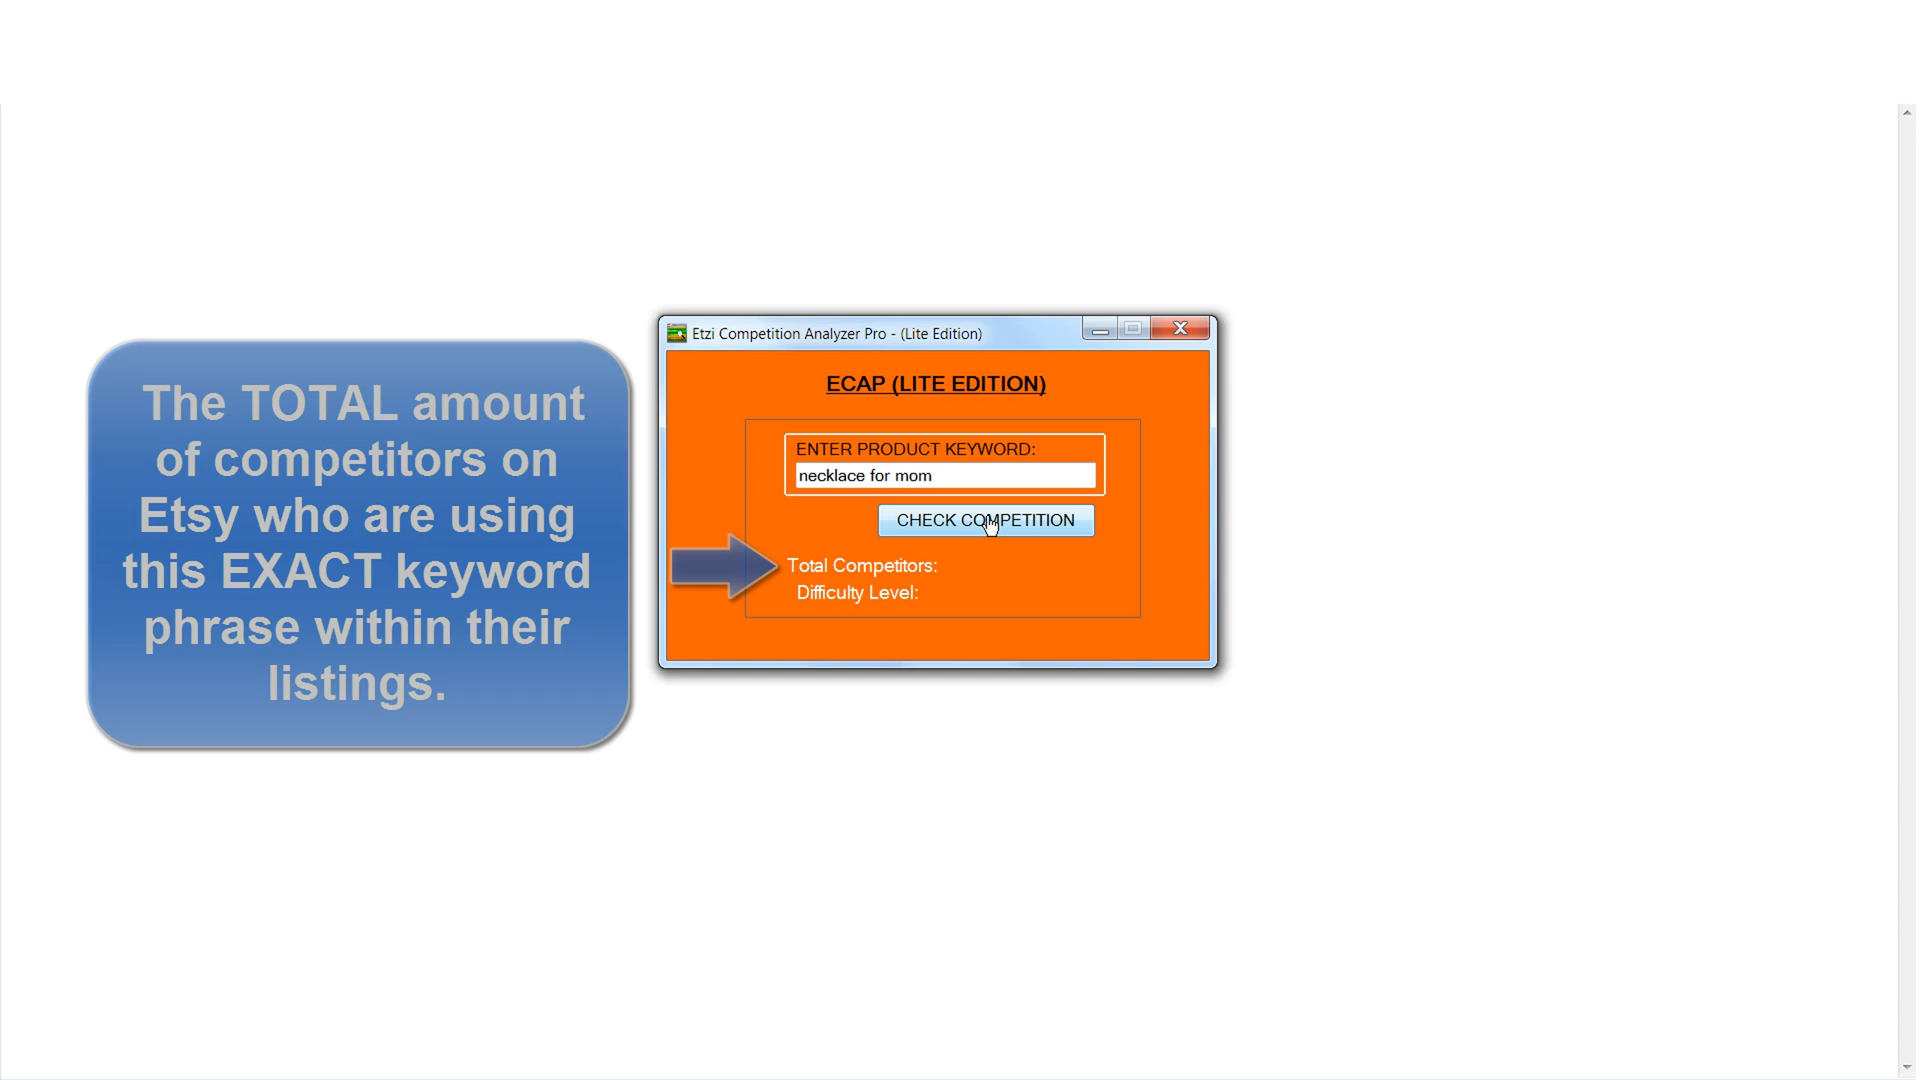 The TOTAL amount
of competitors on
Etsy who are using
this EXACT keyword
phrase within their
listings.
Etzi Competition Analyzer Pro - (Lite Edition)
ECAP (LITE EDITION)
ENTER PRODUCT KEYWORD:
necklace for mom
CHECK COMPETITION
Total Competitors:
Difficulty Level: